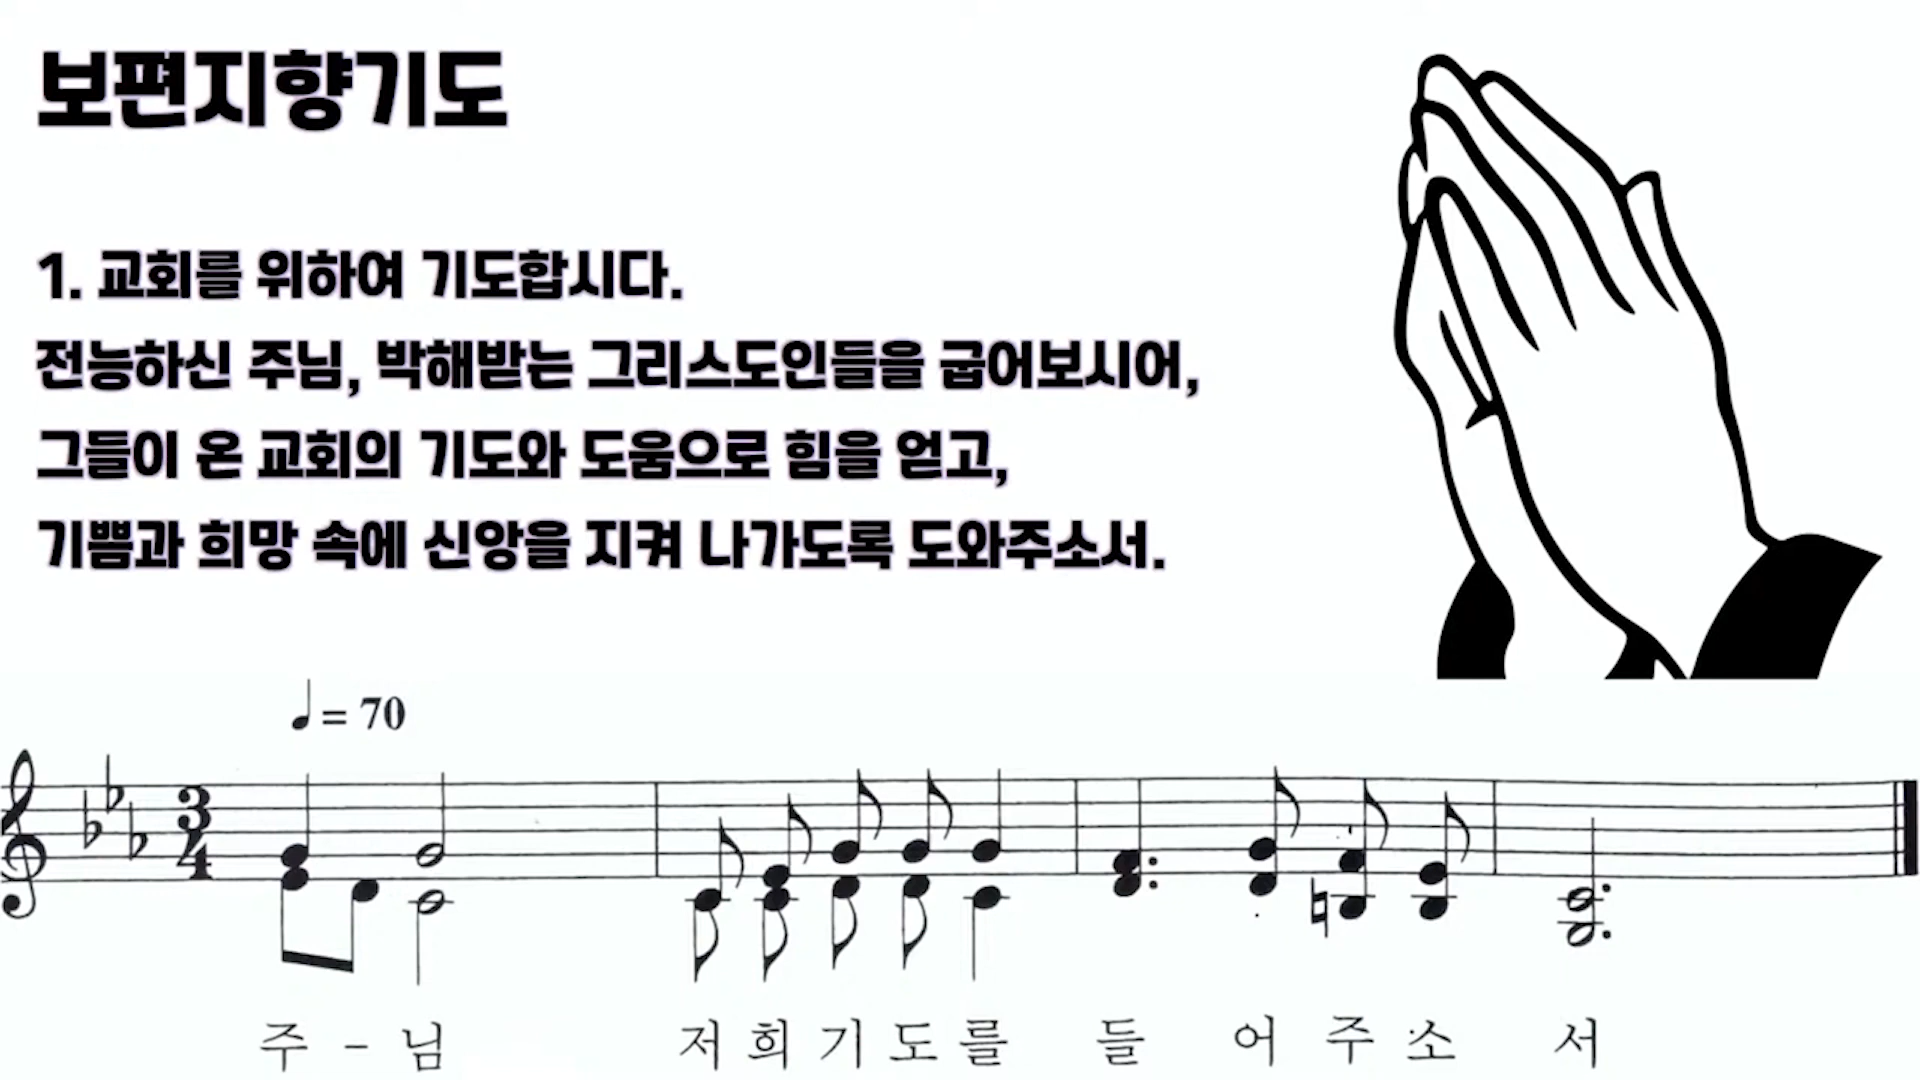 보편지향기도
1. 교회를 위하여 기도합시다.
전능하신 주님, 박해받는 그리스도인들을 굽어보시어,
그들이 온 교회의 기도와 도움으로 힘을 얻고,
기쁨과 희망 속에 신앙을 지켜 나가도록 도와주소서.
♩ = 70
3
4
주 - 님 저 희 기 도 를 들 어 주 소 서